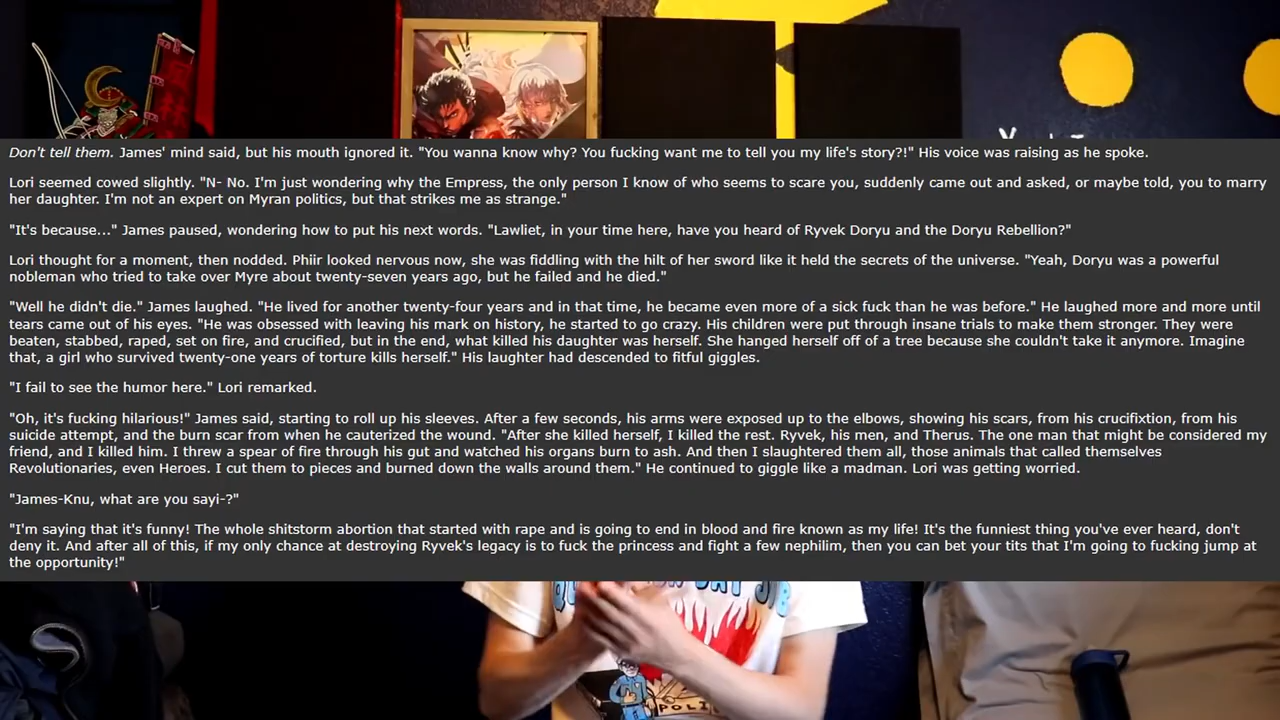 Don't tell them. James' mind said, but his mouth ignored it. "You wanna know why? You fucking want me to tell you my life's story?!" His voice was raising as he spoke.
Lori seemed cowed slightly. "N- No. I'm just wondering why the Empress, the only person I know of who seems to scare you, suddenly came out and asked, or maybe told, you to marry
her daughter. I'm not an expert on Myran politics, but that strikes me as strange."
"It's because..." James paused, wondering how to put his next words. "Lawliet, in your time here, have you heard of Ryvek Doryu and the Doryu Rebellion?"
Lori thought for a moment, then nodded. Phiir looked nervous now, she was fiddling with the hilt of her sword like it held the secrets of the universe. "Yeah, Doryu was a powerful
nobleman who tried to take over Myre about twenty-seven years ago, but he failed and he died."
"Well he didn't die." James laughed. "He lived for another twenty-four years and in that time, he became even more of a sick fuck than he was before." He laughed more and more until
tears came out of his eyes. "He was obsessed with leaving his mark on history, he started to go crazy. His children were put through insane trials to make them stronger. They were
beaten, stabbed, raped, set on fire, and crucified, but in the end, what killed his daughter was herself. She hanged herself off of a tree because she couldn't take it anymore. Imagine
that, a girl who survived twenty-one years of torture kills herself." His laughter had descended to fitful giggles.
"I fail to see the humor here." Lori remarked.
"Oh, it's fucking hilarious!" James said, starting to roll up his sleeves. After a few seconds, his arms were exposed up to the elbows, showing his scars, from his crucifixtion, from his
suicide attempt, and the burn scar from when he cauterized the wound. "After she killed herself, I killed the rest. Ryvek, his men, and Therus. The one man that might be considered my
friend, and I killed him. I threw a spear of fire through his gut and watched his organs burn to ash. And then I slaughtered them all, those animals that called themselves
Revolutionaries, even Heroes. I cut them to pieces and burned down the walls around them." He continued to giggle like a madman. Lori was getting worried.
"James-Knu, what are you sayi-?"
"I'm saying that it's funny! The whole shitstorm abortion that started with rape and is going to end in blood and fire known as my life! It's the funniest thing you've ever heard, don't
deny it. And after all of this, if my only chance at destroying Ryvek's legacy is to fuck the princess and fight a few nephilim, then you can bet your tits that I'm going to fucking jump at
the opportunity!"